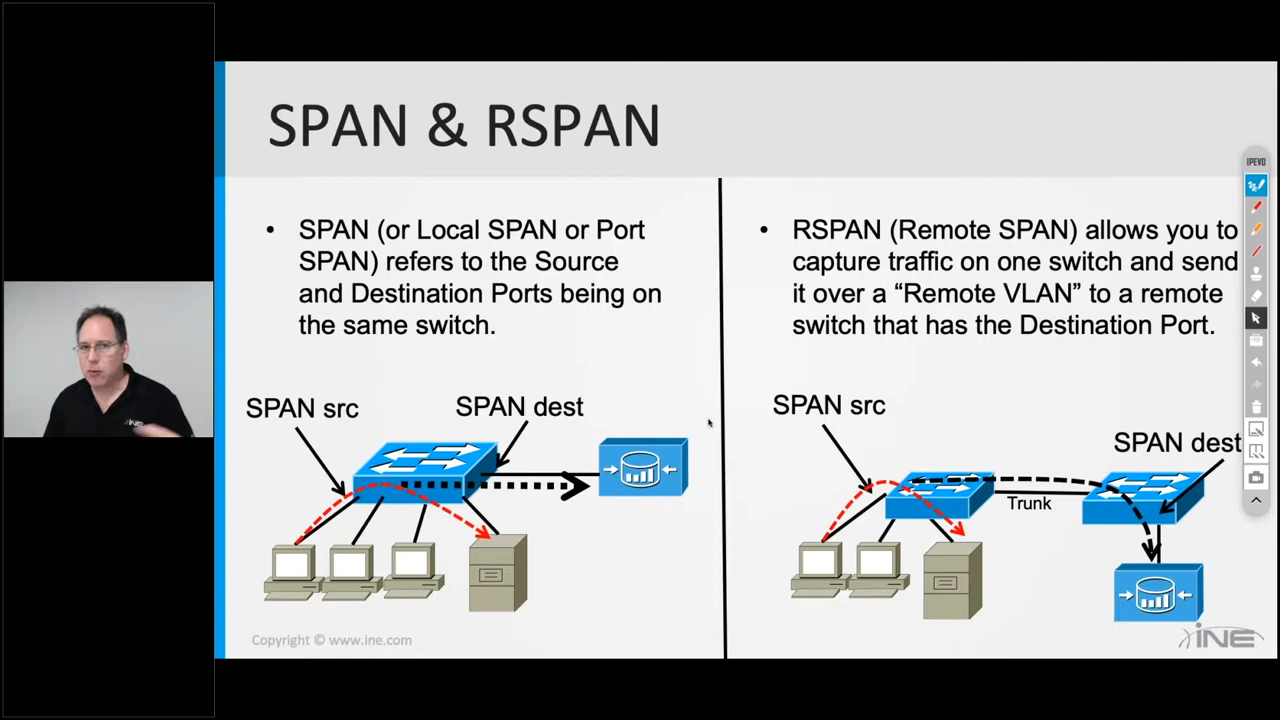 SPAN & RSPAN
• SPAN (or Local SPAN or Port
SPAN) refers to the Source
and Destination Ports being on
the same switch.
SPAN src
SPAN dest
• RSPAN (Remote SPAN) allows you to
capture traffic on one switch and send
it over a “Remote VLAN” to a remote
switch that has the Destination Port.
SPAN src
SPAN dest
Trunk
Copyright © www.ine.com
iNE
IPEVO
iNE